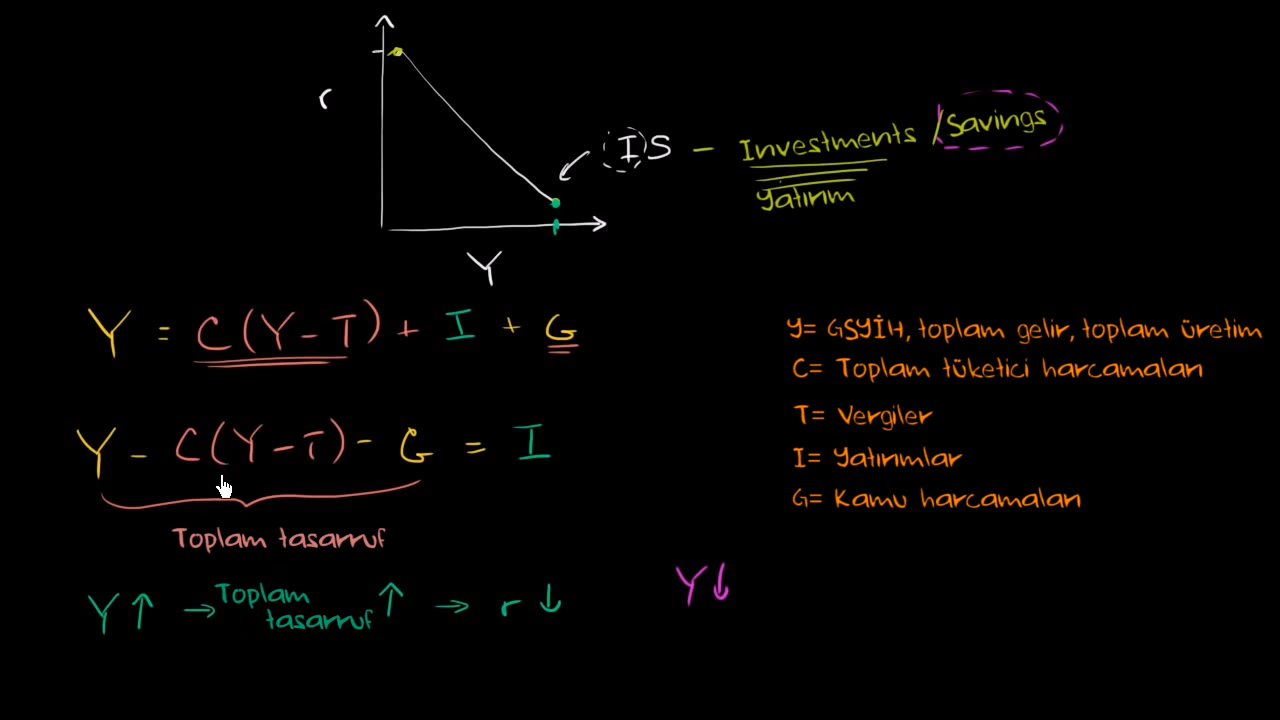 r
IS - Investments / Savings
yatırım
Y
Y = C(Y-T) + I + G
Y - C(Y-T) - G = I
Toplam tasarruf
Y↑ → Toplam tasarruf ↑ → r ↓
Y↓
Y= GSYİH, toplam gelir, toplam üretim
C= Toplam tüketici harcamaları
T= Vergiler
I= Yatırımlar
G= Kamu harcamaları